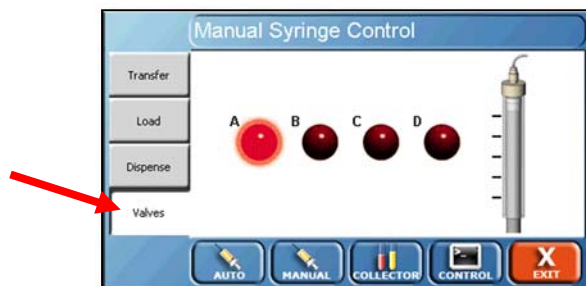 Manual Syringe Control
Transfer
Load
Dispense
Valves
A B C D
AUTO MANUAL COLLECTOR CONTROL X EXIT